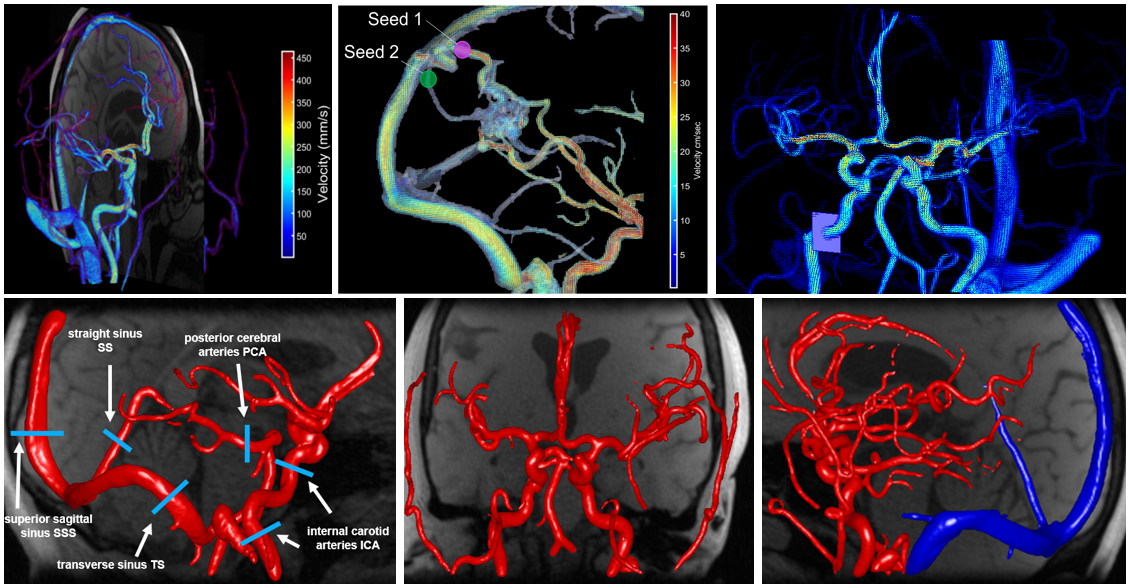 450
400
350
300
250
200
150
100
50
Velocity (mm/s)
Seed 1
Seed 2
40
35
30
25
20
15
10
5
Velocity cm/sec
straight sinus
SS
posterior cerebral
arteries PCA
superior sagittal
sinus SSS
transverse sinus TS
internal carotid
arteries ICA